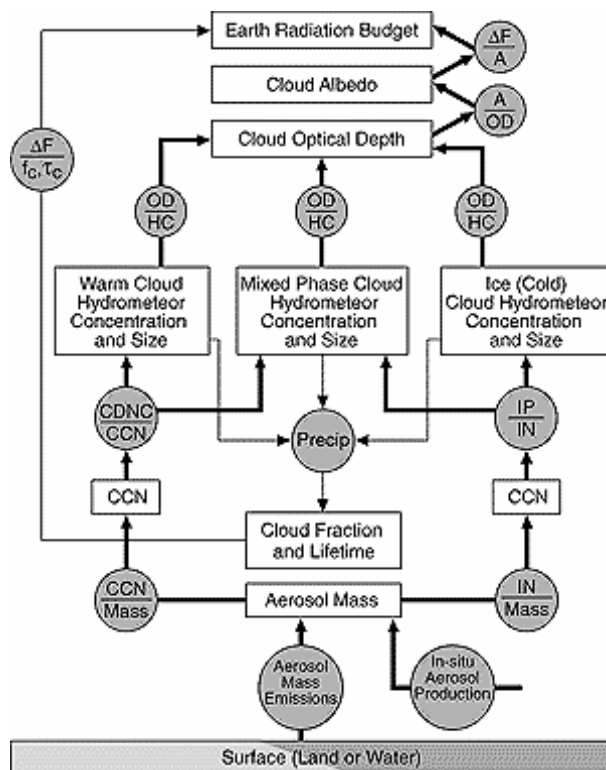 Earth Radiation Budget
ΔF
A
Cloud Albedo
A
OD
Cloud Optical Depth
ΔF
fC,τC
OD
HC
OD
HC
OD
HC
Warm Cloud
Hydrometeor
Concentration
and Size
Mixed Phase Cloud
Hydrometeor
Concentration
and Size
Ice (Cold)
Cloud Hydrometeor
Concentration
and Size
CDNC
CCN
IP
IN
Precip
CCN
CCN
Cloud Fraction
and Lifetime
CCN
Mass
Aerosol Mass
IN
Mass
Aerosol
Mass
Emissions
In-situ
Aerosol
Production
Surface (Land or Water)